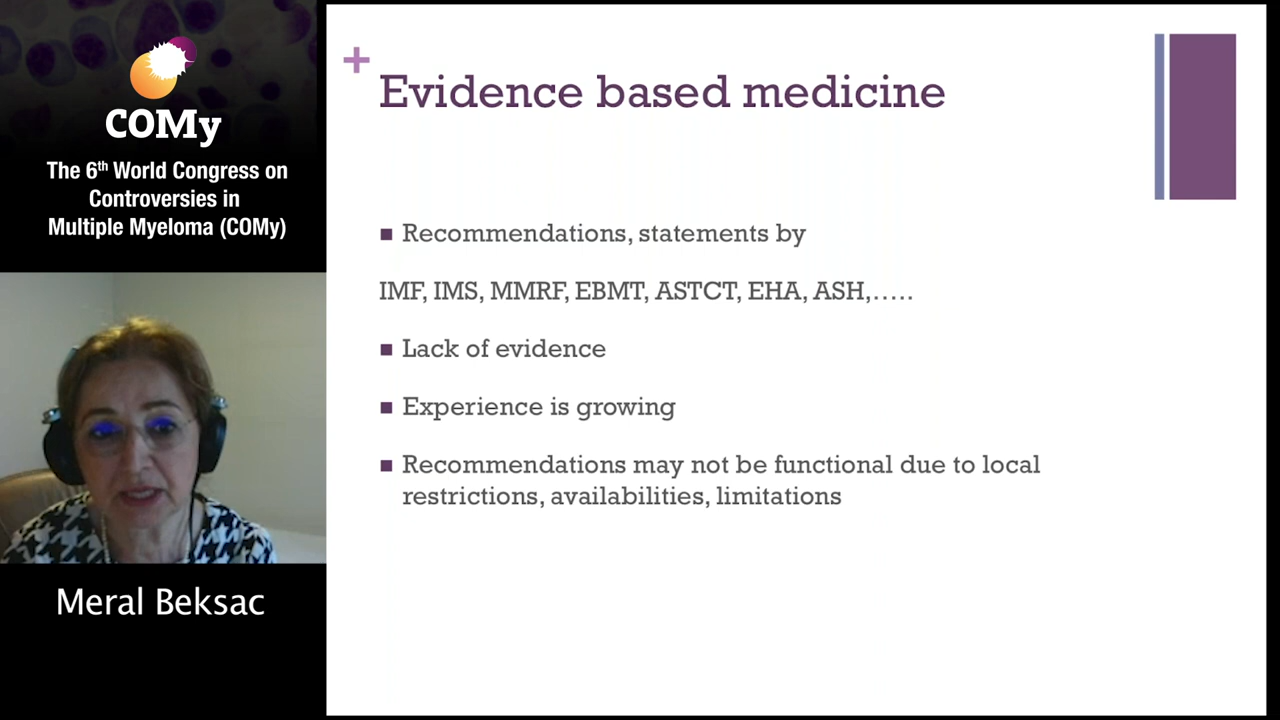 COMy
The 6th World Congress on
Controversies in
Multiple Myeloma (COMy)
Meral Beksac
+
Evidence based medicine
■ Recommendations, statements by
IMF, IMS, MMRF, EBMT, ASTCT, EHA, ASH,.....
■ Lack of evidence
■ Experience is growing
■ Recommendations may not be functional due to local
restrictions, availabilities, limitations